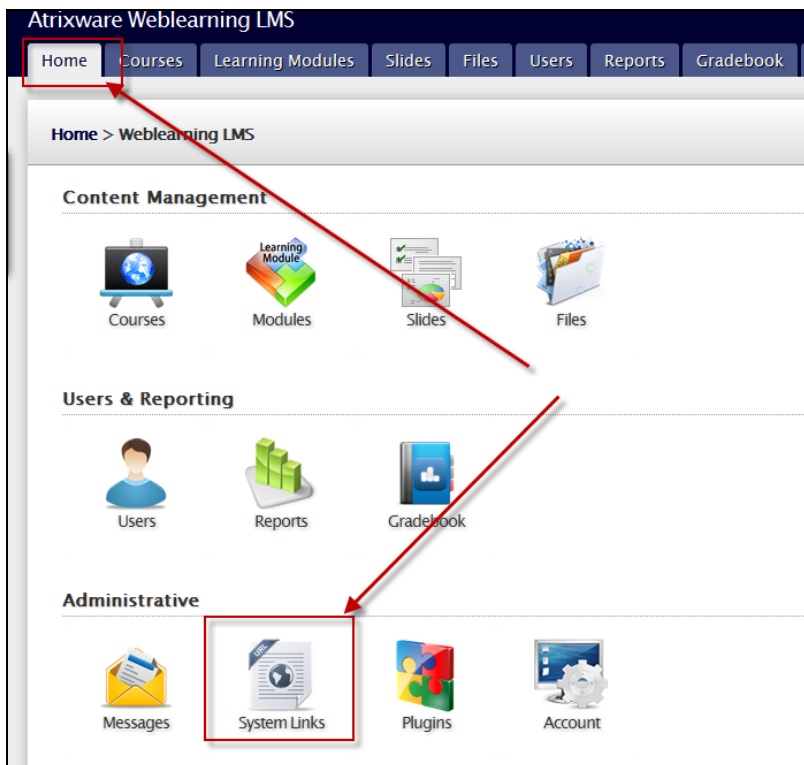 Atrixware Weblearning LMS
Home Courses Learning Modules Slides Files Users Reports Gradebook
Home > Weblearning LMS
Content Management
Learning
Module
Courses Modules Slides Files
Users & Reporting
Users Reports Gradebook
Administrative
URL
Messages System Links Plugins Account